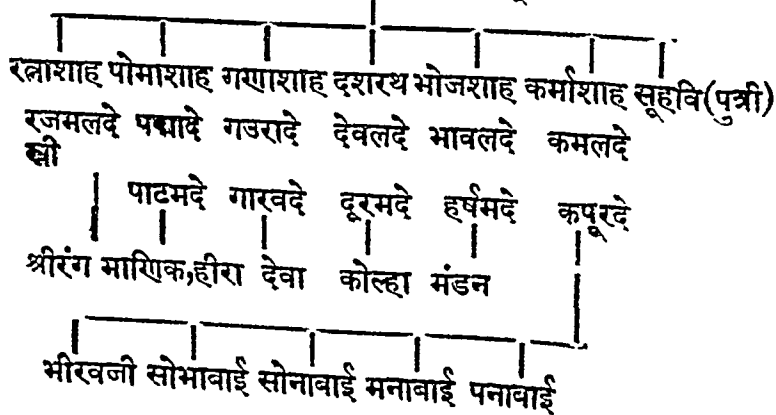 रत्नाशाह पोमाशाह गणाशाह दशरथ भोजशाह कर्माशाह सूहवि(पुत्री)
रजमलदे पद्मादे गउरादे देवलदे भावलदे कमलदे
स्त्री
पाटमदे गारवदे दूरमदे हर्षमदे कपूरदे
श्रीरंग माणिक,हीरा देवा कोल्हा मंडन
भीरवजी सोभावाई सोनावाई मनावाई पनावाई